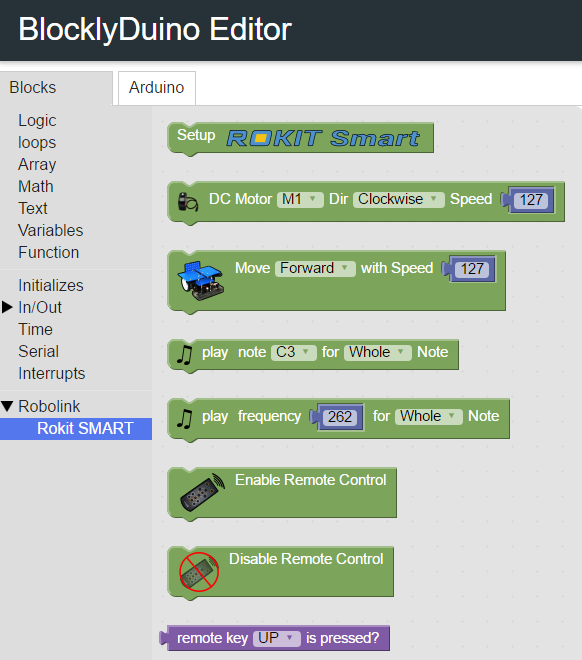 BlocklyDuino Editor
Blocks
Arduino
Logic
loops
Array
Math
Text
Variables
Function
Initializes
In/Out
Time
Serial
Interrupts
Robolink
Rokit SMART
Setup ROKIT Smart
DC Motor M1 Dir Clockwise Speed 127
Move Forward with Speed 127
play note C3 for Whole Note
play frequency 262 for Whole Note
Enable Remote Control
Disable Remote Control
remote key UP is pressed?